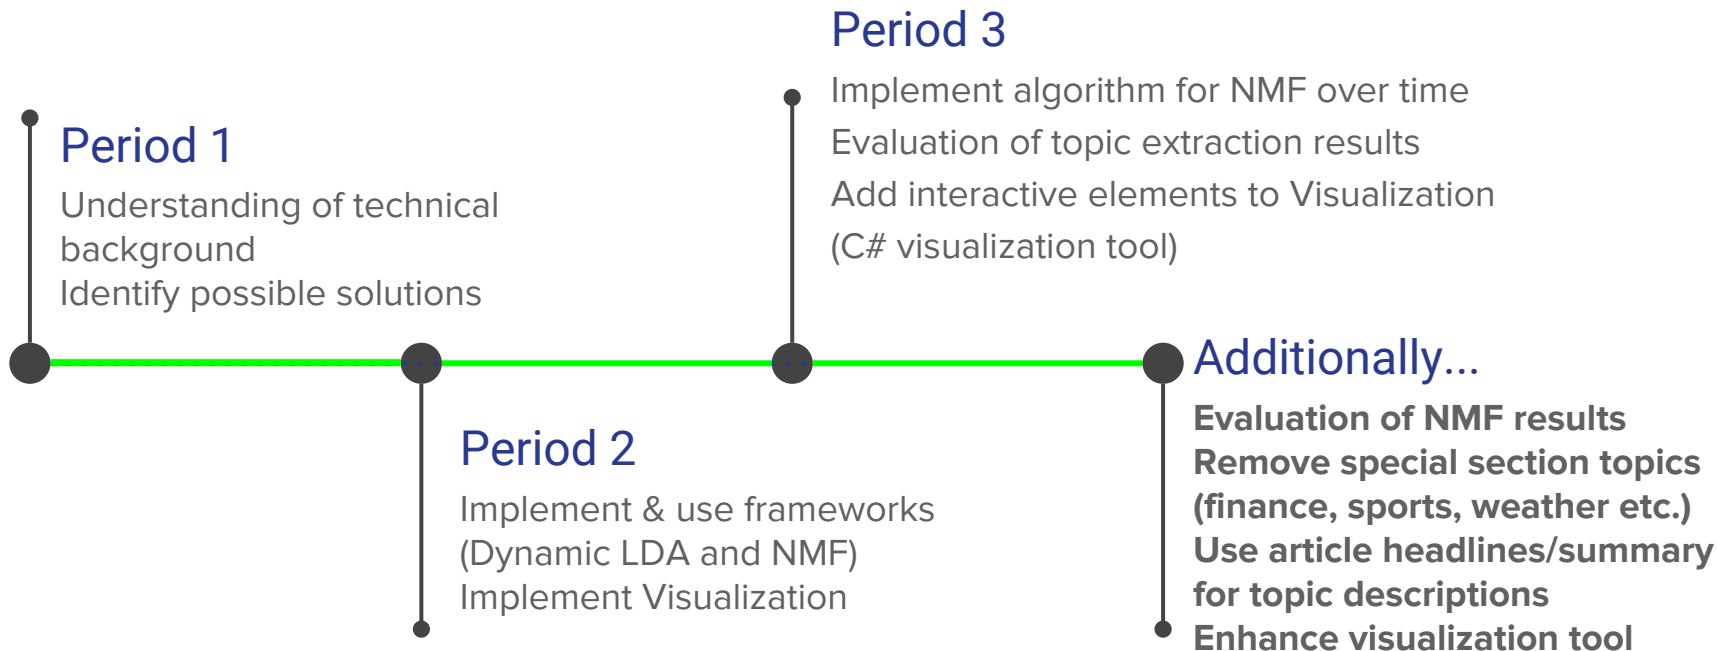 Period 1
Understanding of technical
background
Identify possible solutions
Period 2
Implement & use frameworks
(Dynamic LDA and NMF)
Implement Visualization
Period 3
Implement algorithm for NMF over time
Evaluation of topic extraction results
Add interactive elements to Visualization
(C# visualization tool)
Additionally...
Evaluation of NMF results
Remove special section topics
(finance, sports, weather etc.)
Use article headlines/summary
for topic descriptions
Enhance visualization tool